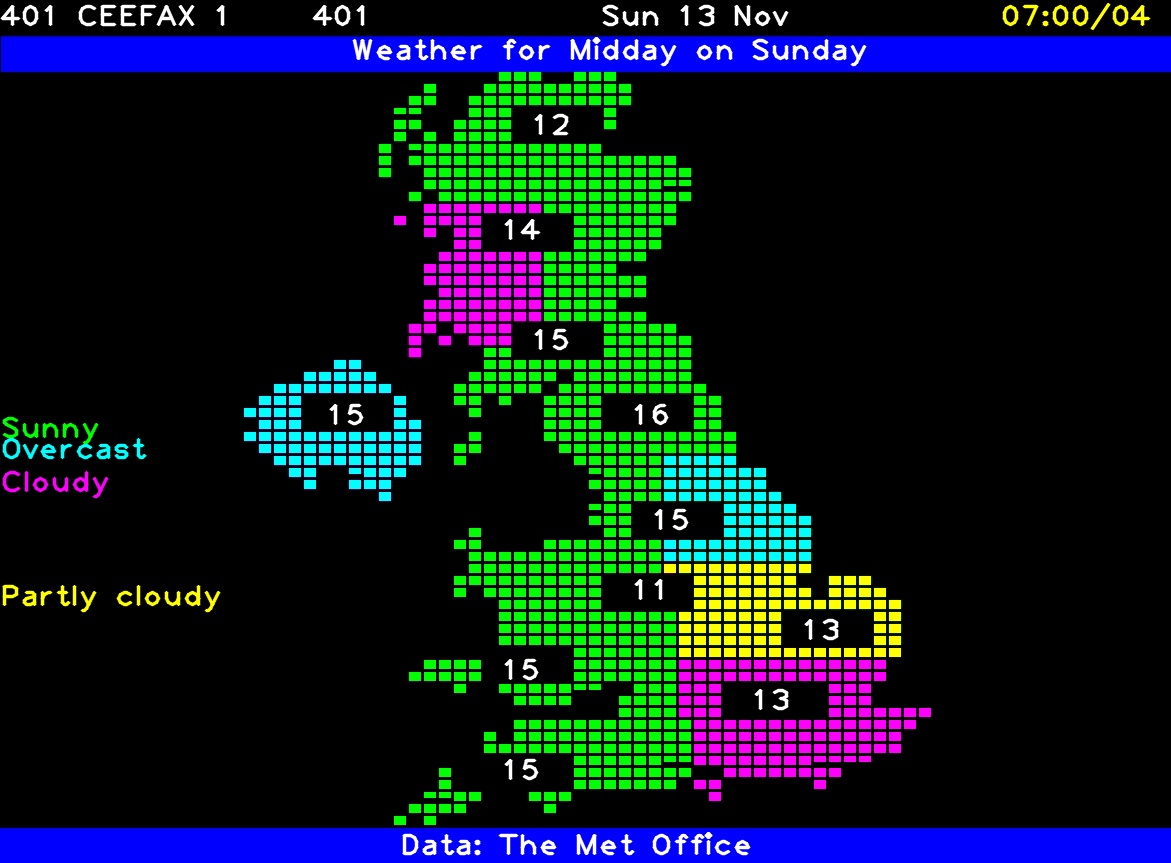 401 CEEFAX 1 401 Sun 13 Nov 07:00/04
Weather for Midday on Sunday
12
14
15
15 16
Sunny
Overcast
Cloudy
15
11
Partly cloudy
13
15
13
15
Data: The Met Office